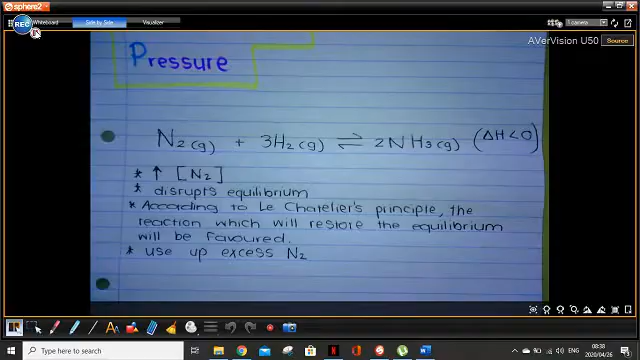 sphere2
REC
Whiteboard
Side by Side
Visualizer
1 camera
AVerVision U50
Source
Pressure
N2(g) + 3H2(g) ⇌ 2NH3(g) (ΔH<0)
* ↑ [N2]
* disrupts equilibrium
* According to Le Chatelier's principle, the
reaction which will restore the equilibrium
will be favoured.
* use up excess N2
Type here to search
ENG
08:38
2020/04/26